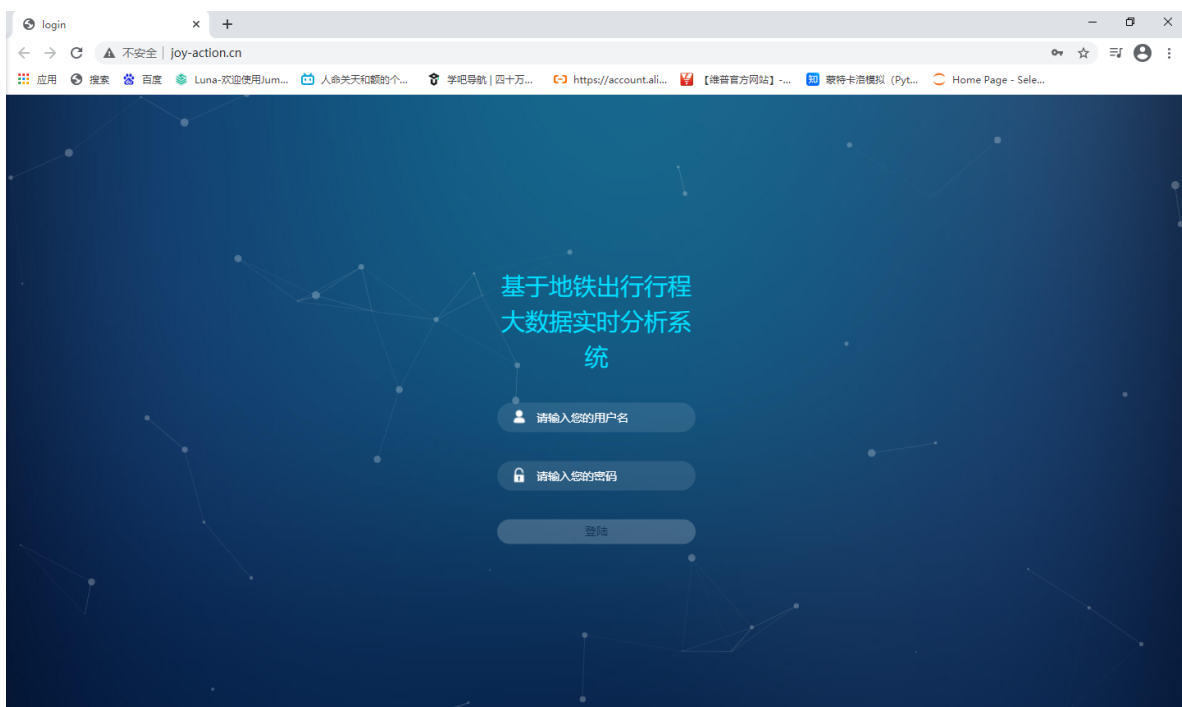 login
不安全 | joy-action.cn
应用 搜索 百度 Luna-欢迎使用Jum... 人命关天和额的个... 学吧导航 | 四十万... https://account.ali... 【维普官方网站】-... 知 蒙特卡洛模拟（Pyt... Home Page - Sele...
基于地铁出行行程
大数据实时分析系
统
请输入您的用户名
请输入您的密码
登陆